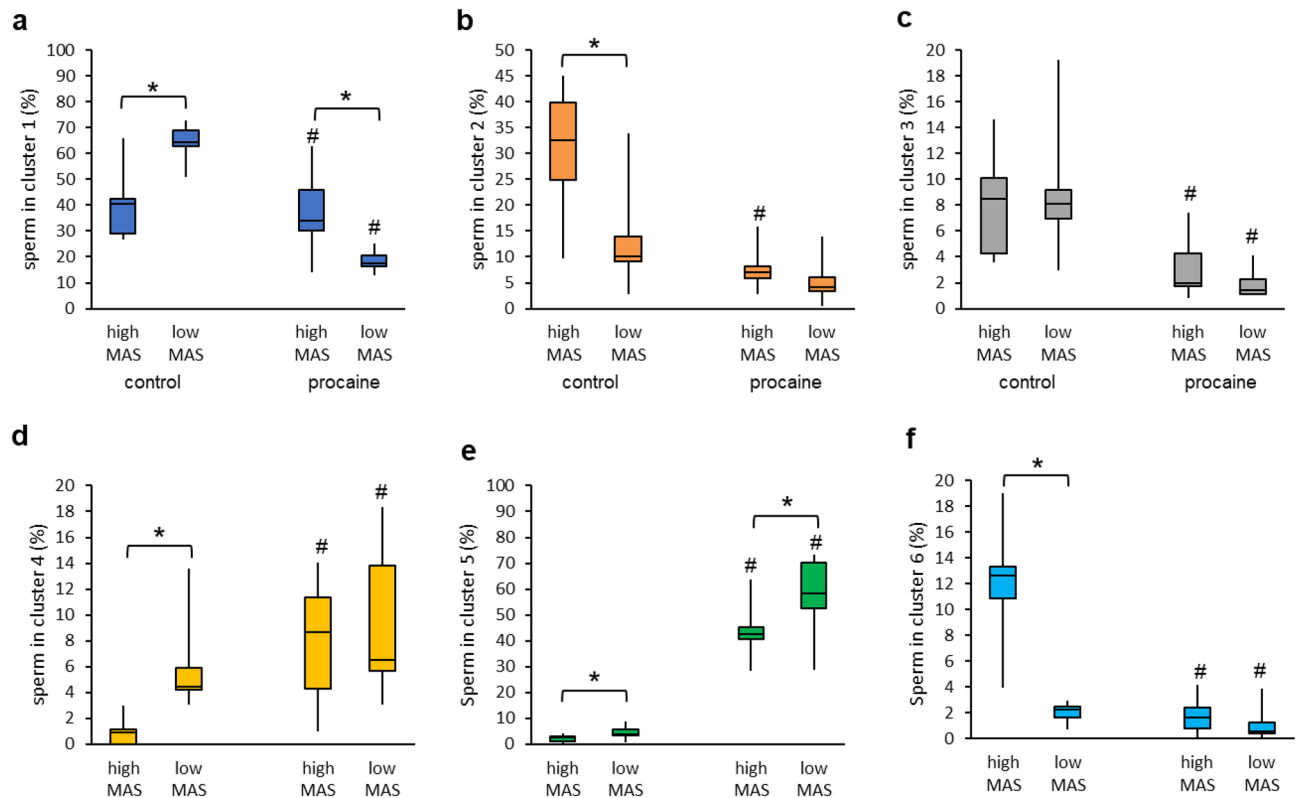 a
sperm in cluster 1 (%)
100
90
80
70
60
50
40
30
20
10
0
*
*
#
#
high
MAS
low
MAS
high
MAS
low
MAS
control
procaine
b
sperm in cluster 2 (%)
50
45
40
35
30
25
20
15
10
5
0
*
#
high
MAS
low
MAS
high
MAS
low
MAS
control
procaine
c
sperm in cluster 3 (%)
20
18
16
14
12
10
8
6
4
2
0
#
#
high
MAS
low
MAS
high
MAS
low
MAS
control
procaine
d
sperm in cluster 4 (%)
20
18
16
14
12
10
8
6
4
2
0
*
#
#
high
MAS
low
MAS
high
MAS
low
MAS
e
Sperm in cluster 5 (%)
100
90
80
70
60
50
40
30
20
10
0
*
*
#
#
high
MAS
low
MAS
high
MAS
low
MAS
f
Sperm in cluster 6 (%)
20
18
16
14
12
10
8
6
4
2
0
*
#
#
high
MAS
low
MAS
high
MAS
low
MAS